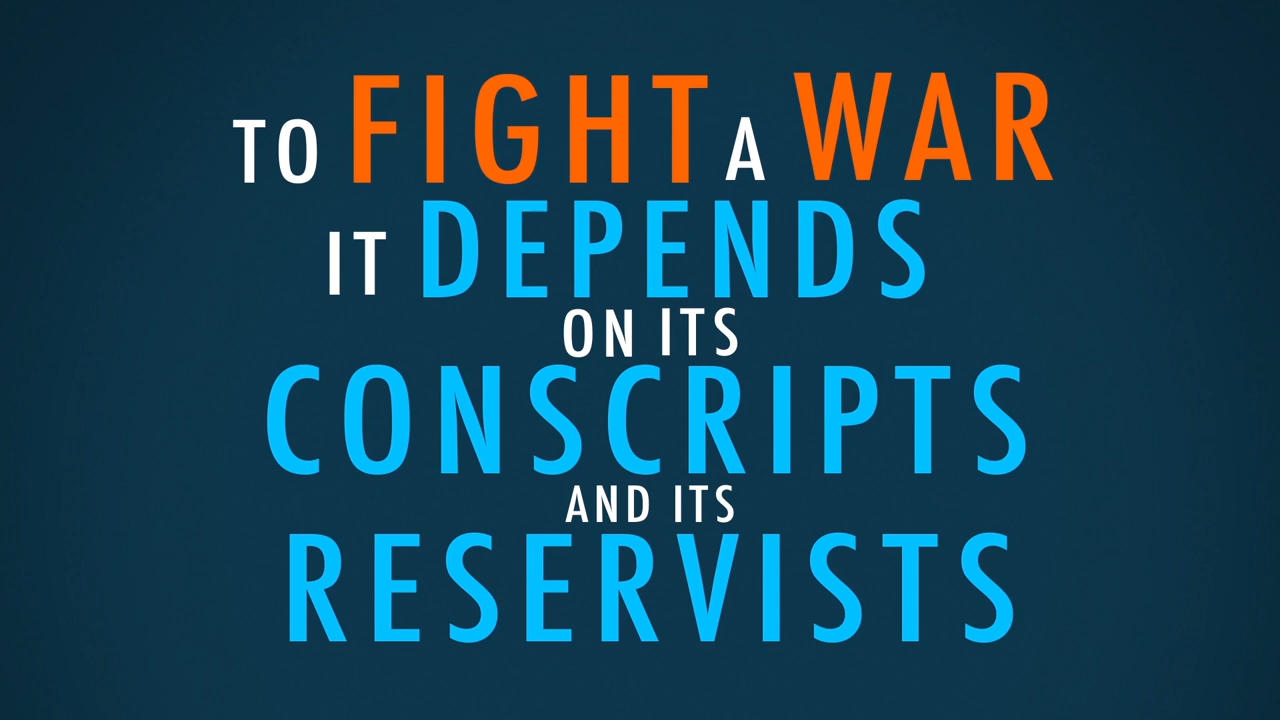 TO FIGHT A WAR
IT DEPENDS
ON ITS
CONSCRIPTS
AND ITS
RESERVISTS